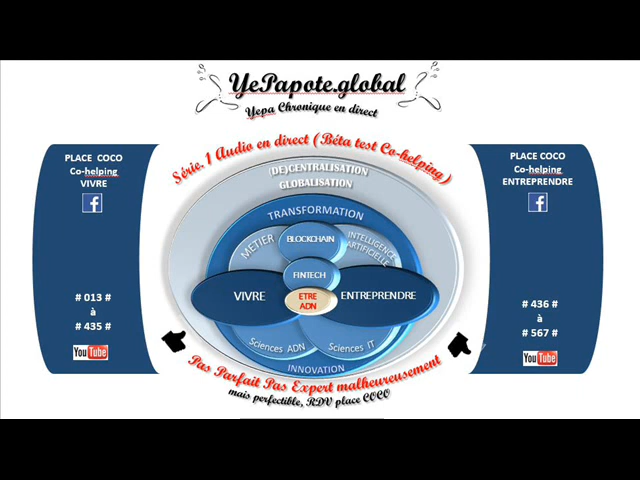 YePapote.global
Yepa Chronique en direct
Série, 1 Audio en direct (Béta test Co-helping)
PLACE COCO
Co-helping
VIVRE
f
# 013 #
à
# 435 #
YouTube
(DE)CENTRALISATION
GLOBALISATION
TRANSFORMATION
METIER
BLOCKCHAIN
INTELLIGENCE
ARTIFICIELLE
FINTECH
VIVRE
ETRE
ADN
ENTREPRENDRE
Sciences ADN
Sciences IT
INNOVATION
Pas Parfait Pas Expert malheureusement
mais perfectible, RDV place COCO
PLACE COCO
Co-helping
ENTREPRENDRE
f
# 436 #
à
# 567 #
YouTube